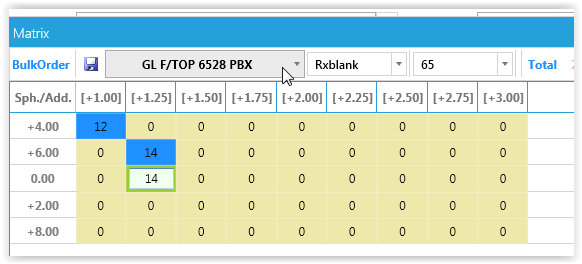 Matrix
BulkOrder GL F/TOP 6528 PBX Rxblank 65 Total
Sph./Add. [+1.00] [+1.25] [+1.50] [+1.75] [+2.00] [+2.25] [+2.50] [+2.75] [+3.00]
+4.00 12 0 0 0 0 0 0 0 0
+6.00 0 14 0 0 0 0 0 0 0
0.00 0 14 0 0 0 0 0 0 0
+2.00 0 0 0 0 0 0 0 0 0
+8.00 0 0 0 0 0 0 0 0 0